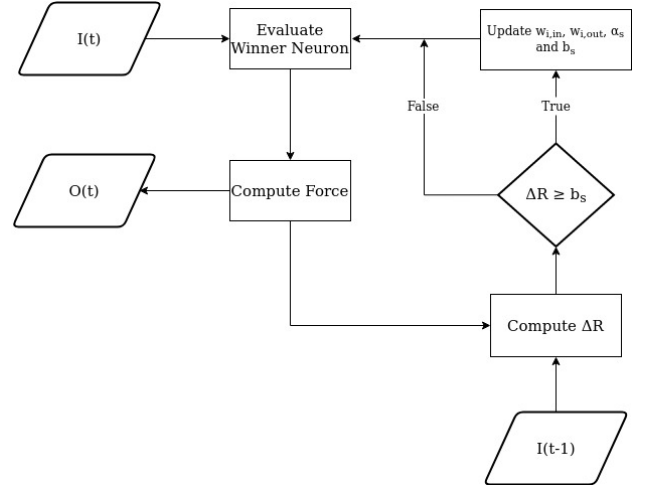 I(t)
Evaluate
Winner Neuron
Update w_{i,in}, w_{i,out}, α_s
and b_s
False
True
O(t)
Compute Force
ΔR ≥ b_s
Compute ΔR
I(t-1)